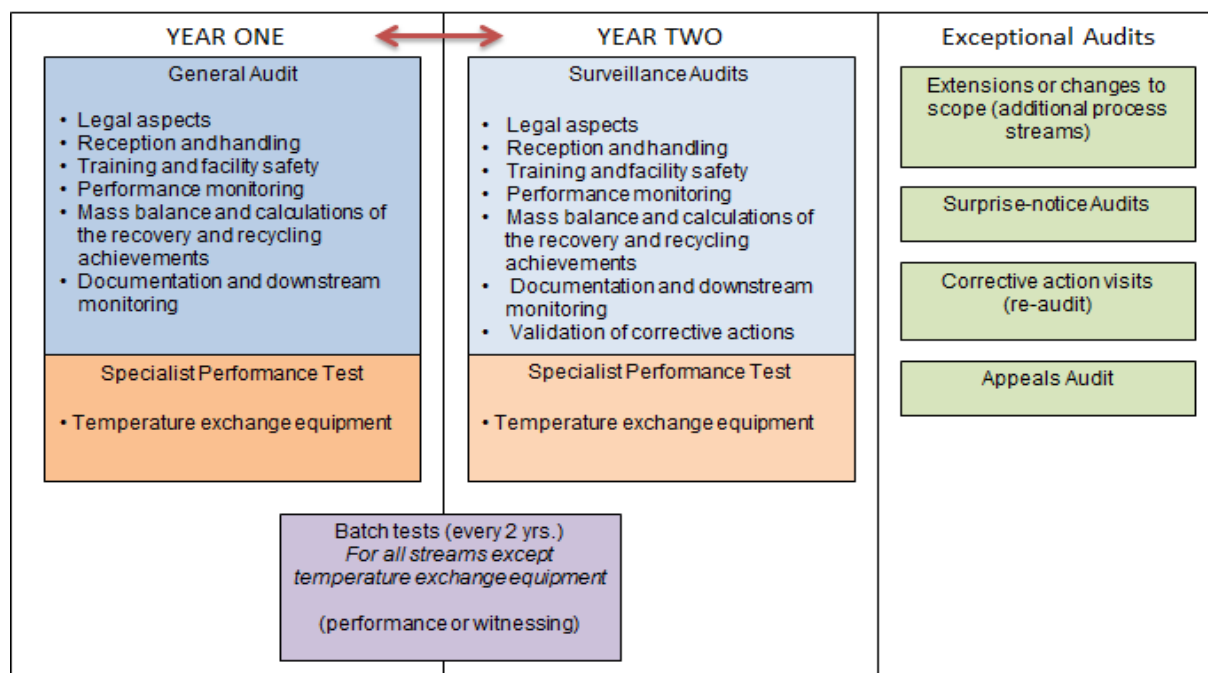 YEAR ONE
General Audit
• Legal aspects
• Reception and handling
• Training and facility safety
• Performance monitoring
• Mass balance and calculations of
the recovery and recycling
achievements
• Documentation and downstream
monitoring
Specialist Performance Test
• Temperature exchange equipment
YEAR TWO
Surveillance Audits
• Legal aspects
• Reception and handling
• Training and facility safety
• Performance monitoring
• Mass balance and calculations of
the recovery and recycling
achievements
• Documentation and downstream
monitoring
• Validation of corrective actions
Specialist Performance Test
• Temperature exchange equipment
Batch tests (every 2 yrs.)
For all streams except
temperature exchange equipment
(performance or witnessing)
Exceptional Audits
Extensions or changes to
scope (additional process
streams)
Surprise-notice Audits
Corrective action visits
(re-audit)
Appeals Audit